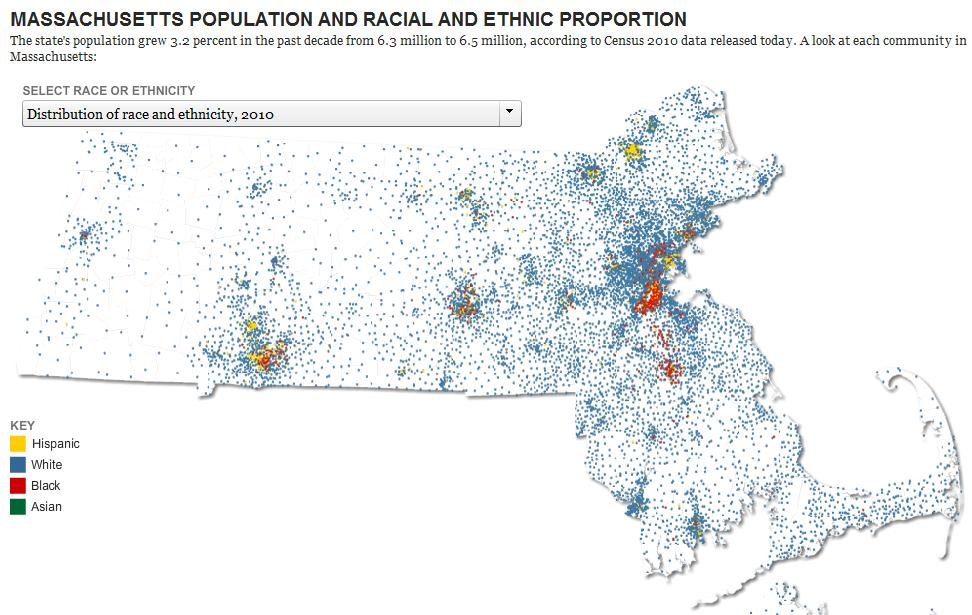 MASSACHUSETTS POPULATION AND RACIAL AND ETHNIC PROPORTION
The state's population grew 3.2 percent in the past decade from 6.3 million to 6.5 million, according to Census 2010 data released today. A look at each community in
Massachusetts:
SELECT RACE OR ETHNICITY
Distribution of race and ethnicity, 2010
KEY
Hispanic
White
Black
Asian